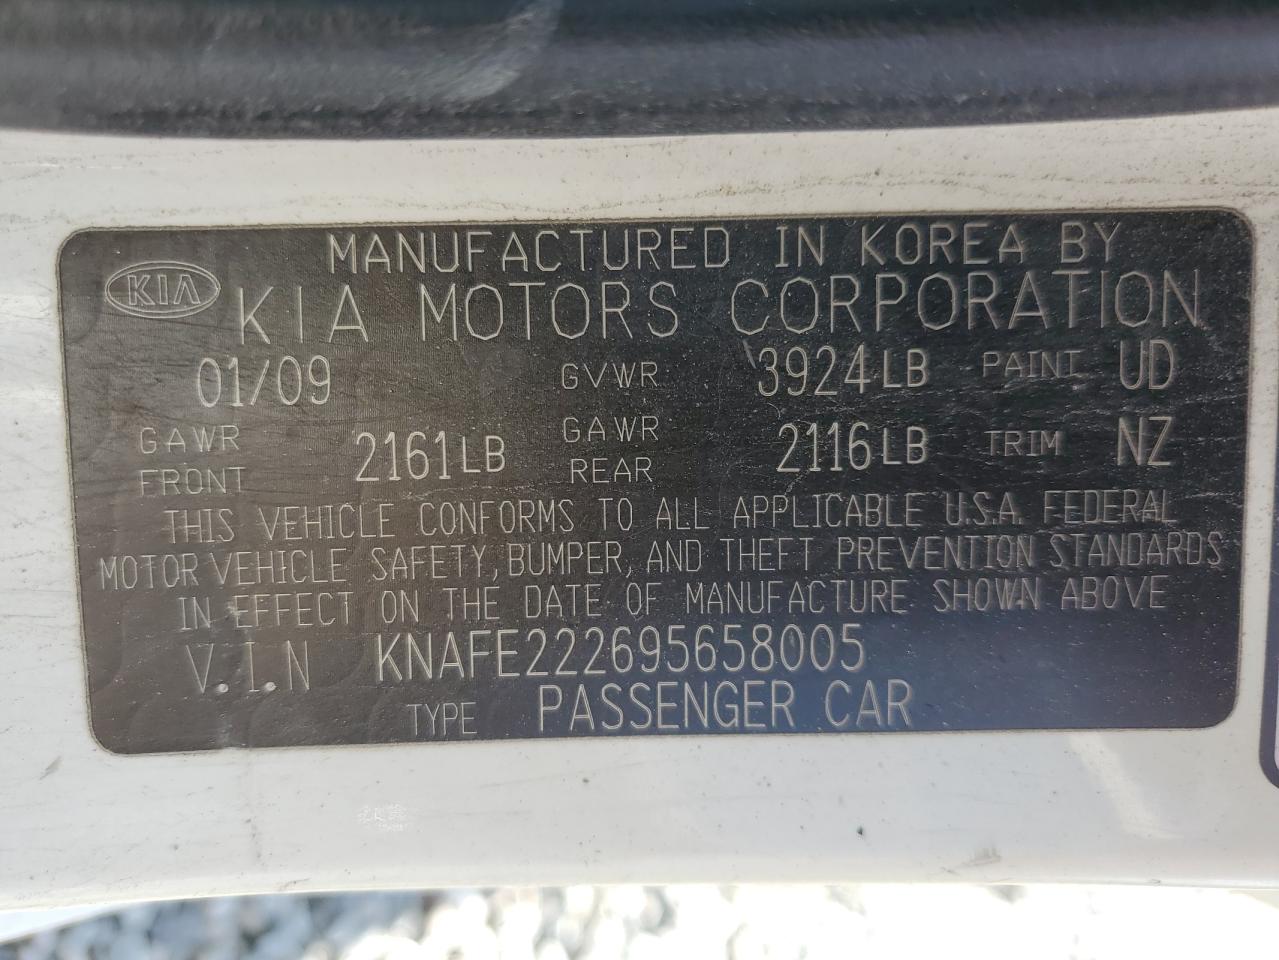 MANUFACTURED IN KOREA BY
KIA KIA MOTORS CORPORATION
01/09 GVWR 3924LB PAINT UD
GAWR FRONT 2161LB GAWR REAR 2116LB TRIM NZ
THIS VEHICLE CONFORMS TO ALL APPLICABLE U.S.A. FEDERAL
MOTOR VEHICLE SAFETY, BUMPER, AND THEFT PREVENTION STANDARDS
IN EFFECT ON THE DATE OF MANUFACTURE SHOWN ABOVE
V.I.N KNAFE222695658005
TYPE PASSENGER CAR